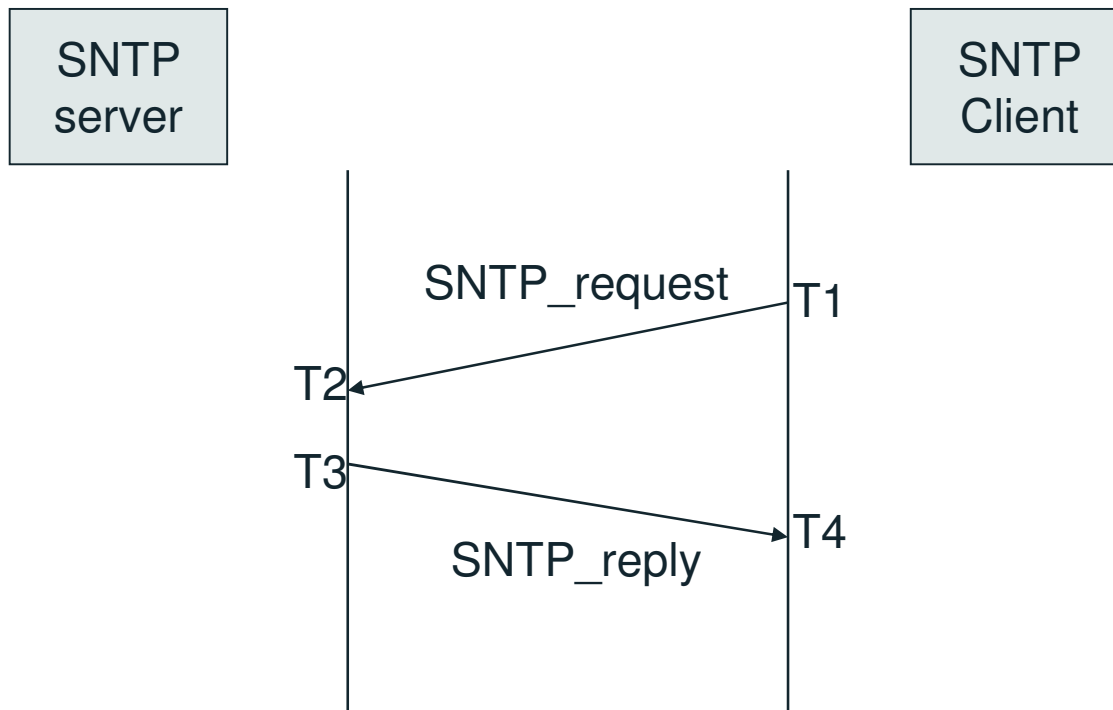 SNTP
server
SNTP
Client
SNTP_request
T1
T2
T3
T4
SNTP_reply